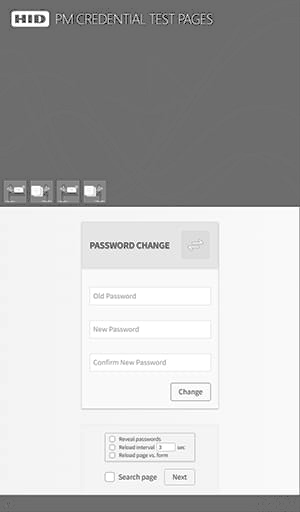 HID PM CREDENTIAL TEST PAGES
PASSWORD CHANGE
Old Password
New Password
Confirm New Password
Change
Reveal passwords
Reload interval 3 sec
Reload page vs. form
Search page Next